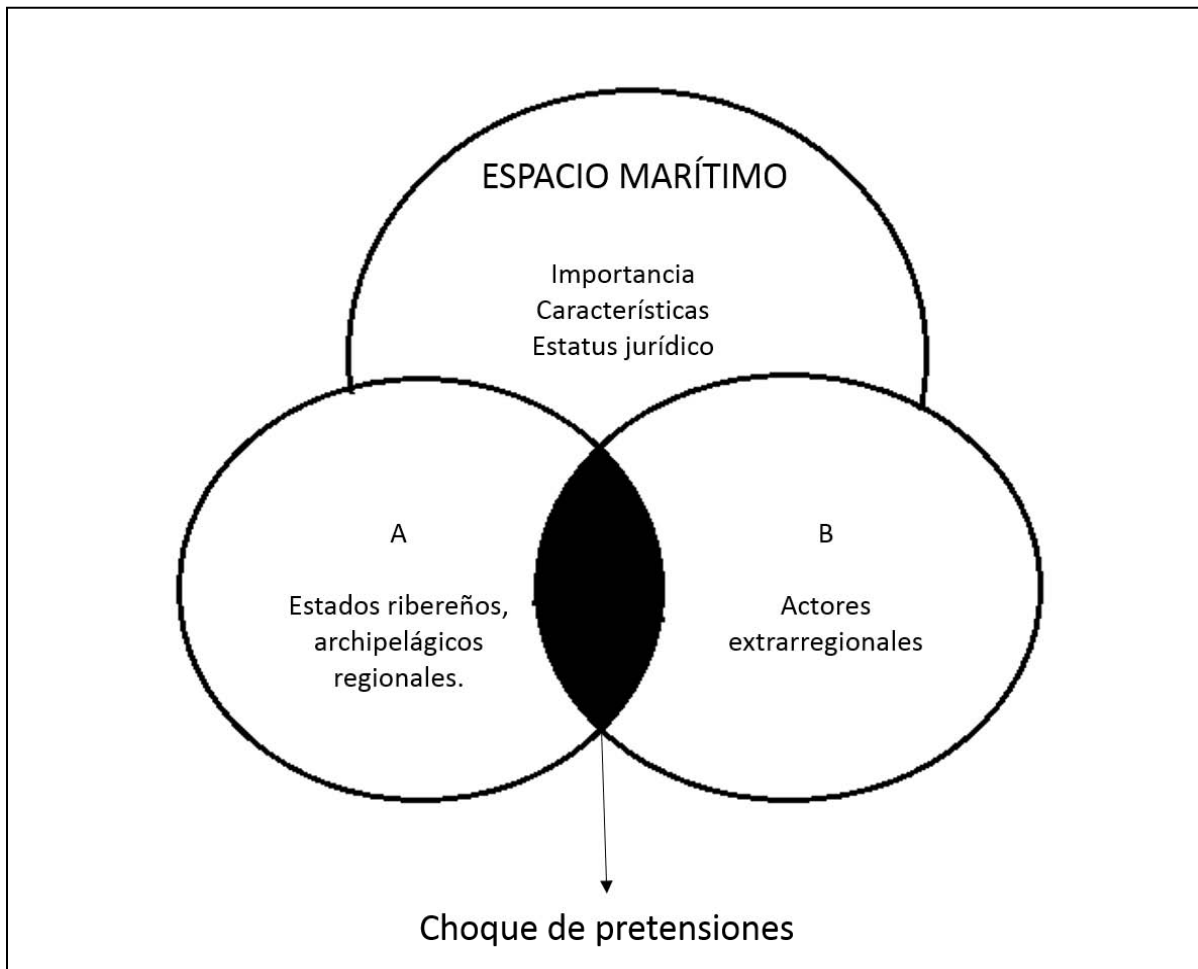 ESPACIO MARÍTIMO
Importancia
Características
Estatus jurídico
A
Estados ribereños,
archipelágicos
regionales.
B
Actores
extrarregionales
Choque de pretensiones